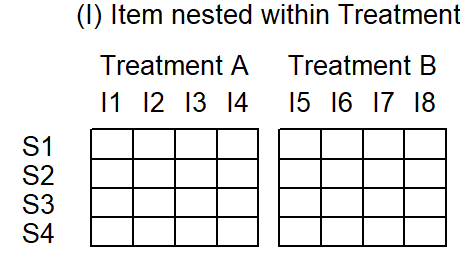 (I) Item nested within Treatment
Treatment A Treatment B
I1 I2 I3 I4 I5 I6 I7 I8
S1
S2
S3
S4